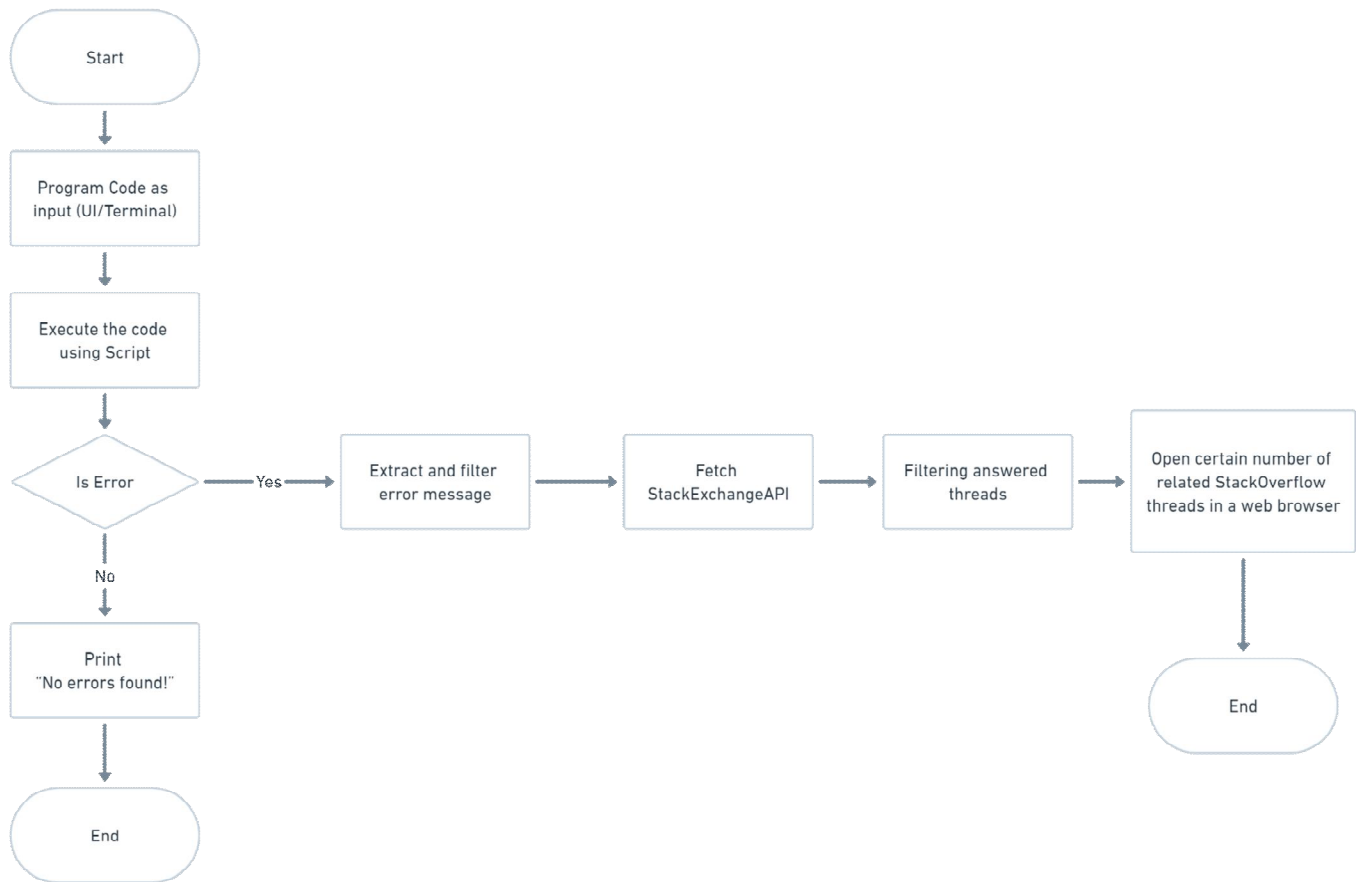 Start
Program Code as
input (UI/Terminal)
Execute the code
using Script
Is Error
Yes
Extract and filter
error message
Fetch
StackExchangeAPI
Filtering answered
threads
Open certain number of
related StackOverflow
threads in a web browser
End
No
Print
"No errors found!"
End